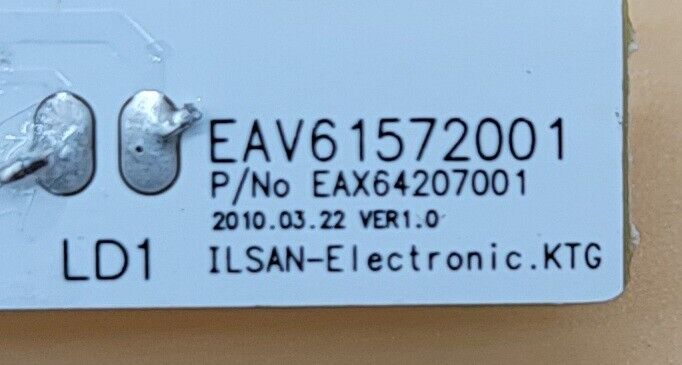 EAV61572001
P/No EAX64207001
2010.03.22 VER1.0
LD1 ILSAN-Electronic.KTG